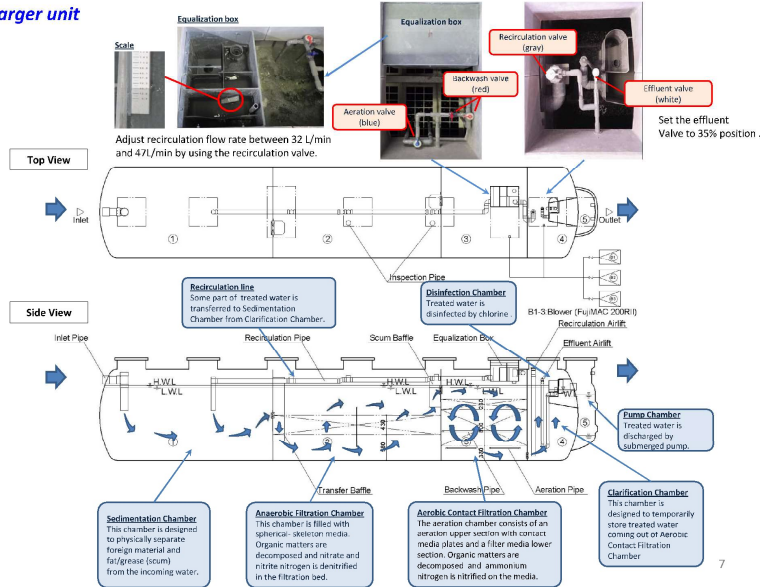 arger unit
Equalization box
Scale
Equalization box
Recirculation valve
(gray)
Backwash valve
(red)
Effluent valve
(white)
Aeration valve
(blue)
Set the effluent
Valve to 35% position .
Adjust recirculation flow rate between 32 L/min
and 47L/min by using the recirculation valve.
Top View
Inlet
①
②
③
④
⑤
Outlet
Inspection Pipe
B1-3 Blower (FujiMAC 200RII)
Side View
Recirculation line
Some part of treated water is
transferred to Sedimentation
Chamber from Clarification Chamber.
Disinfection Chamber
Treated water is
disinfected by chlorine .
Recirculation Airlift
Effluent Airlift
Inlet Pipe
Recirculation Pipe
Scum Baffle
Equalization Box
H.W.L
L.W.L
H.W.L
L.W.L
H.W.L
L.W.L
④
⑤
Pump Chamber
Treated water is
discharged by
submerged pump.
Transfer Baffle
Backwash Pipe
Aeration Pipe
Sedimentation Chamber
This chamber is designed
to physically separate
foreign material and
fat/grease (scum)
from the incoming water.
Anaerobic Filtration Chamber
This chamber is filled with
spherical- skeleton media.
Organic matters are
decomposed and nitrate and
nitrite nitrogen is denitrified
in the filtration bed.
Aerobic Contact Filtration Chamber
The aeration chamber consists of an
aeration upper section with contact
media plates and a filter media lower
section. Organic matters are
decomposed and ammonium
nitrogen is nitrified on the media.
Clarification Chamber
This chamber is
designed to temporarily
store treated water
coming out of Aerobic
Contact Filtration
Chamber
7